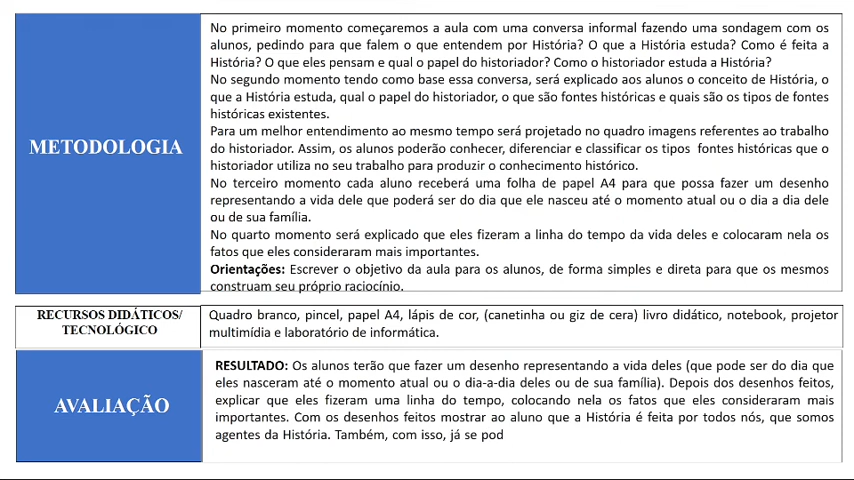 METODOLOGIA
No primeiro momento começaremos a aula com uma conversa informal fazendo uma sondagem com os
alunos, pedindo para que falem o que entendem por História? O que a História estuda? Como é feita a
História? O que eles pensam e qual o papel do historiador? Como o historiador estuda a História?
No segundo momento tendo como base essa conversa, será explicado aos alunos o conceito de História, o
que a História estuda, qual o papel do historiador, o que são fontes históricas e quais são os tipos de fontes
históricas existentes.
Para um melhor entendimento ao mesmo tempo será projetado no quadro imagens referentes ao trabalho
do historiador. Assim, os alunos poderão conhecer, diferenciar e classificar os tipos fontes históricas que o
historiador utiliza no seu trabalho para produzir o conhecimento histórico.
No terceiro momento cada aluno receberá uma folha de papel A4 para que possa fazer um desenho
representando a vida dele que poderá ser do dia que ele nasceu até o momento atual ou o dia a dia dele
ou de sua família.
No quarto momento será explicado que eles fizeram a linha do tempo da vida deles e colocaram nela os
fatos que eles consideraram mais importantes.
Orientações: Escrever o objetivo da aula para os alunos, de forma simples e direta para que os mesmos
construam seu próprio raciocínio.
RECURSOS DIDÁTICOS/
TECNOLÓGICO
Quadro branco, pincel, papel A4, lápis de cor, (canetinha ou giz de cera) livro didático, notebook, projetor
multimídia e laboratório de informática.
AVALIAÇÃO
RESULTADO: Os alunos terão que fazer um desenho representando a vida deles (que pode ser do dia que
eles nasceram até o momento atual ou o dia-a-dia deles ou de sua família). Depois dos desenhos feitos,
explicar que eles fizeram uma linha do tempo, colocando nela os fatos que eles consideraram mais
importantes. Com os desenhos feitos mostrar ao aluno que a História é feita por todos nós, que somos
agentes da História. Também, com isso, já se pod